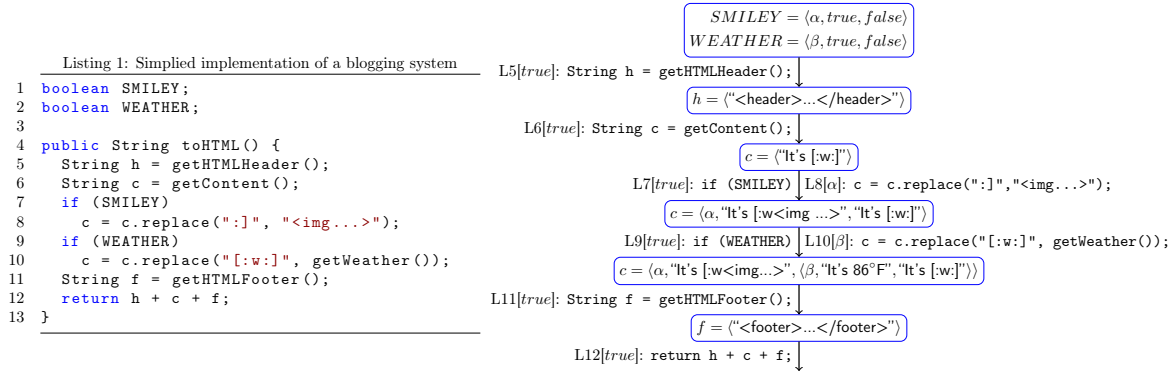 Listing 1: Simplied implementation of a blogging system
1 boolean SMILEY;
2 boolean WEATHER;
3
4 public String toHTML() {
5 String h = getHTMLHeader();
6 String c = getContent();
7 if (SMILEY)
8 c = c.replace(":]", "<img...>");
9 if (WEATHER)
10 c = c.replace("[:w:]", getWeather());
11 String f = getHTMLFooter();
12 return h + c + f;
13 }
SMILEY = ⟨α, true, false⟩
WEATHER = ⟨β, true, false⟩
L5[true]: String h = getHTMLHeader();
h = ⟨“<header>...</header>”⟩
L6[true]: String c = getContent();
c = ⟨“It's [:w:]”⟩
L7[true]: if (SMILEY) L8[α]: c = c.replace(":]","<img...>");
c = ⟨α, “It's [:w<img ...>”, “It's [:w:]”⟩
L9[true]: if (WEATHER) L10[β]: c = c.replace("[:w:]", getWeather());
c = ⟨α, “It's [:w<img...>”, ⟨β, “It's 86°F”, “It's [:w:]”⟩⟩
L11[true]: String f = getHTMLFooter();
f = ⟨“<footer>...</footer>”⟩
L12[true]: return h + c + f;